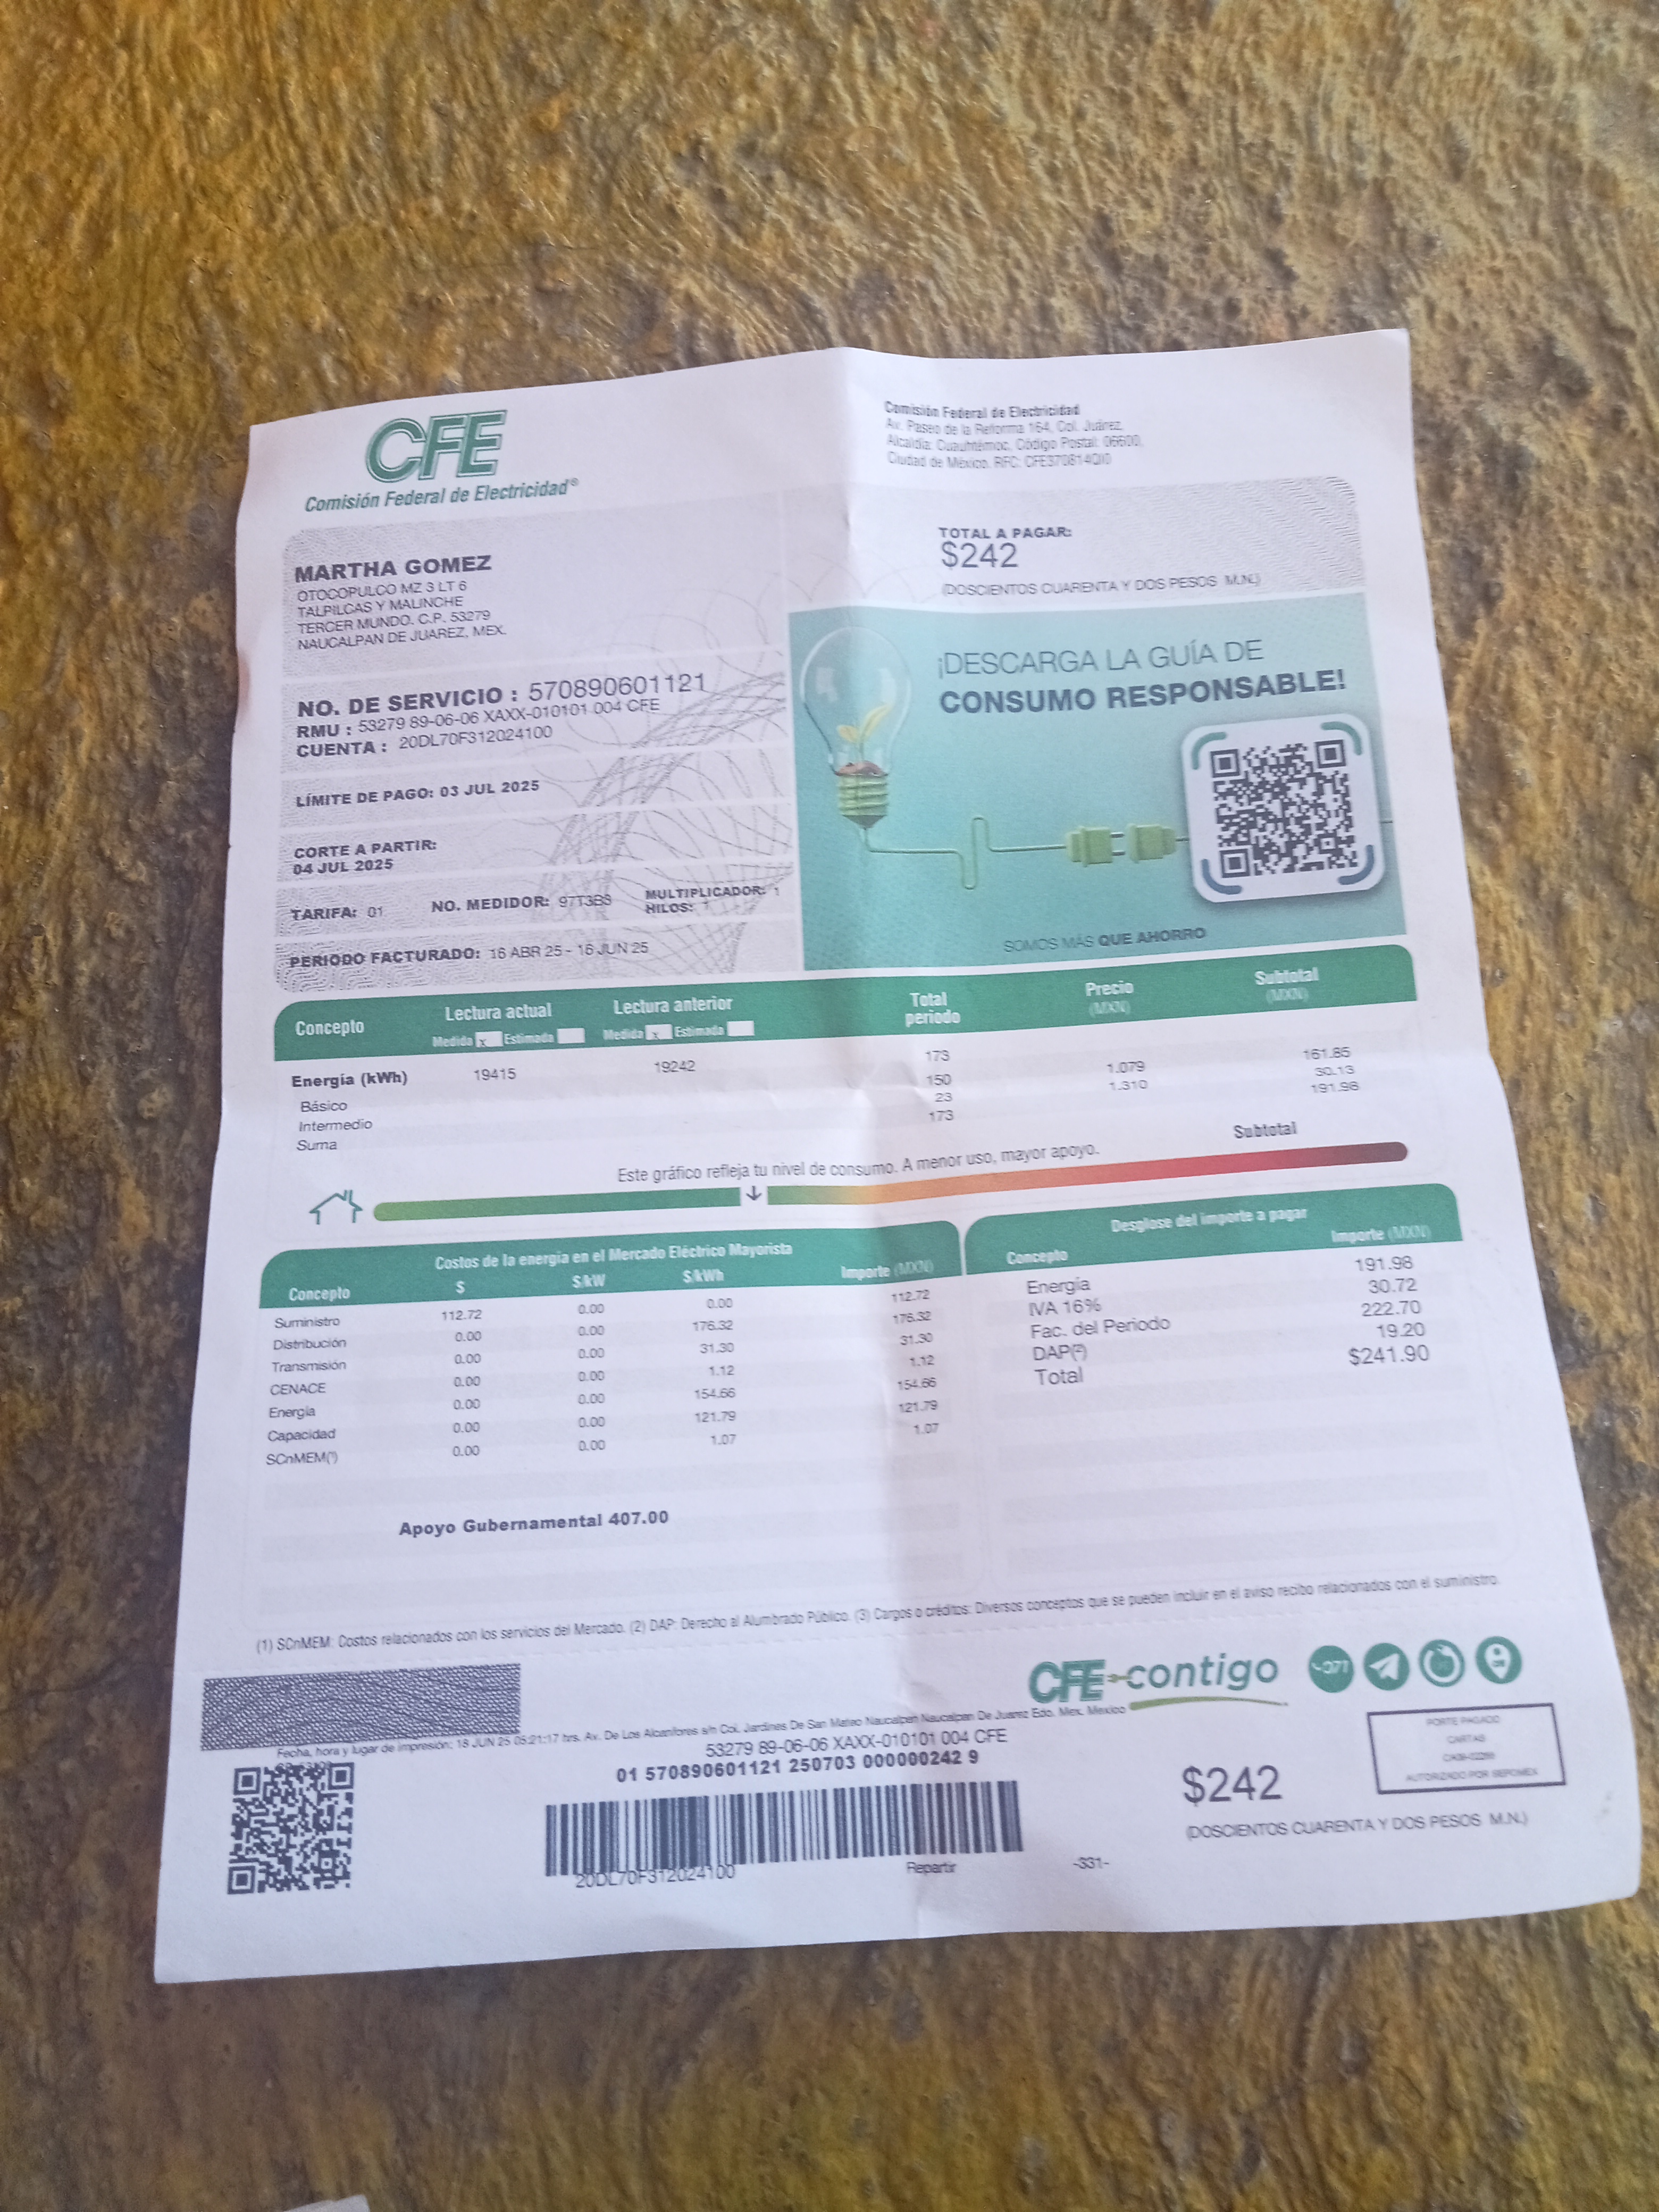 CFE
Comisión Federal de Electricidad®
Comisión Federal de Electricidad
Av. Paseo de la Reforma 164, Col. Juárez,
Alcaldía: Cuauhtémoc, Código Postal: 06600,
Ciudad de México. RFC: CFE370814QI0
MARTHA GOMEZ
OTOCOPULCO MZ 3 LT 6
TALPILCAS Y MALINCHE
TERCER MUNDO. C.P. 53279
NAUCALPAN DE JUAREZ, MEX.
TOTAL A PAGAR:
$242
(DOSCIENTOS CUARENTA Y DOS PESOS M.N.)
NO. DE SERVICIO : 570890601121
RMU : 53279 89-06-06 XAXX-010101 004 CFE
CUENTA : 20DL70F312024100
LÍMITE DE PAGO: 03 JUL 2025
CORTE A PARTIR:
04 JUL 2025
TARIFA: 01 NO. MEDIDOR: 97T3B8 MULTIPLICADOR: 1
HILOS: 1
PERIODO FACTURADO: 16 ABR 25 - 16 JUN 25
¡DESCARGA LA GUÍA DE
CONSUMO RESPONSABLE!
SOMOS MÁS QUE AHORRO
Concepto Lectura actual Lectura anterior Total periodo Precio (MXN) Subtotal (MXN)
Medida x Estimada Medida x Estimada
Energía (kWh) 19415 19242 173
Básico 150 1.079 161.85
Intermedio 23 1.310 30.13
Suma 173 191.98
Subtotal
Este gráfico refleja tu nivel de consumo. A menor uso, mayor apoyo.
Costos de la energía en el Mercado Eléctrico Mayorista
Concepto $ $/kW $/kWh Importe (MXN)
Suministro 112.72 0.00 0.00 112.72
Distribución 0.00 0.00 176.32 176.32
Transmisión 0.00 0.00 31.30 31.30
CENACE 0.00 0.00 1.12 1.12
Energía 0.00 0.00 154.66 154.66
Capacidad 0.00 0.00 121.79 121.79
SCnMEM(¹) 0.00 0.00 1.07 1.07
Apoyo Gubernamental 407.00
Desglose del importe a pagar
Concepto Importe (MXN)
Energía 191.98
IVA 16% 30.72
Fac. del Periodo 222.70
DAP(²) 19.20
Total $241.90
(1) SCnMEM: Costos relacionados con los servicios del Mercado. (2) DAP: Derecho al Alumbrado Público. (3) Cargos o créditos: Diversos conceptos que se pueden incluir en el aviso recibo relacionados con el suministro.
CFE contigo
071
Fecha, hora y lugar de impresión: 18 JUN 25 05:21:17 hrs. Av. De Los Alcanfores s/n Col. Jardines De San Mateo Naucalpan Naucalpan De Juarez Edo. Mex. Mexico
53279 89-06-06 XAXX-010101 004 CFE
01 570890601121 250703 000000242 9
20DL70F312024100
Repartir
-331-
$242
(DOSCIENTOS CUARENTA Y DOS PESOS M.N.)
PORTE PAGADO
CARTAS
AUTORIZADO POR SEPOMEX